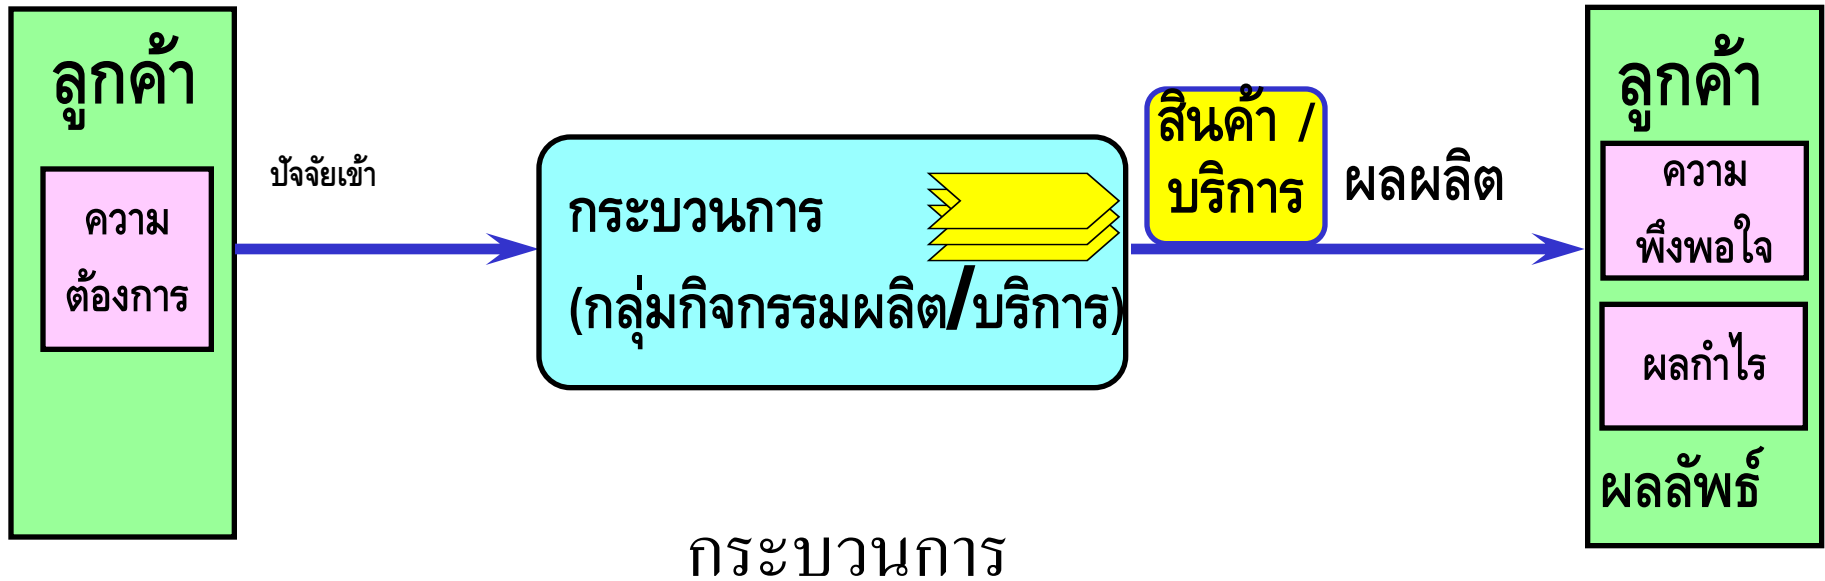 ลูกค้า
ความ
ต้องการ
ปัจจัยเข้า
กระบวนการ
(กลุ่มกิจกรรมผลิต/บริการ)
สินค้า /
บริการ
ผลผลิต
ลูกค้า
ความ
พึงพอใจ
ผลกำไร
ผลลัพธ์
กระบวนการ